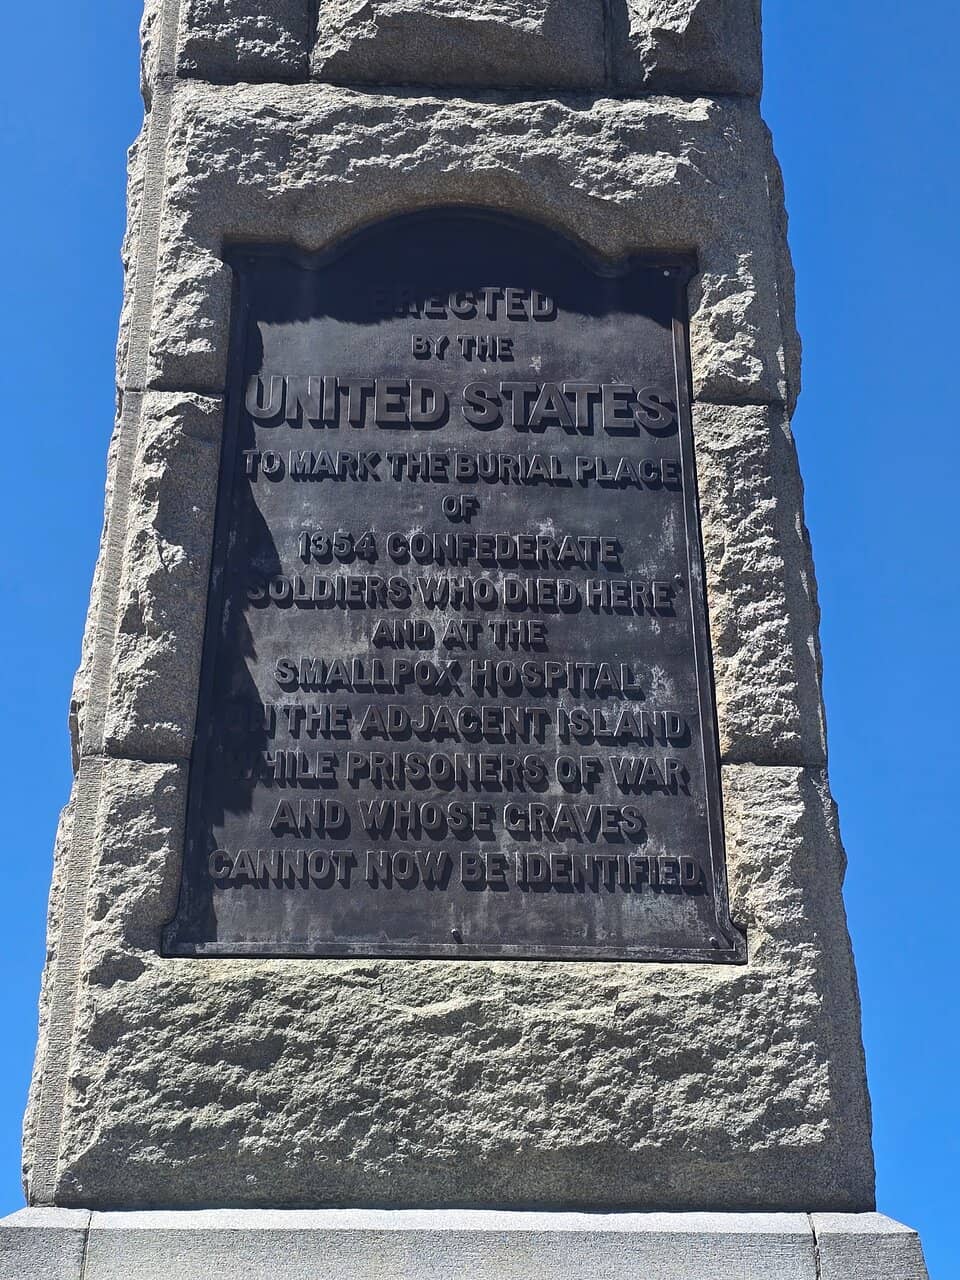 ERECTED
BY THE
UNITED STATES
TO MARK THE BURIAL PLACE
OF
1354 CONFEDERATE
SOLDIERS WHO DIED HERE
AND AT THE
SMALLPOX HOSPITAL
ON THE ADJACENT ISLAND
WHILE PRISONERS OF WAR
AND WHOSE GRAVES
CANNOT NOW BE IDENTIFIED